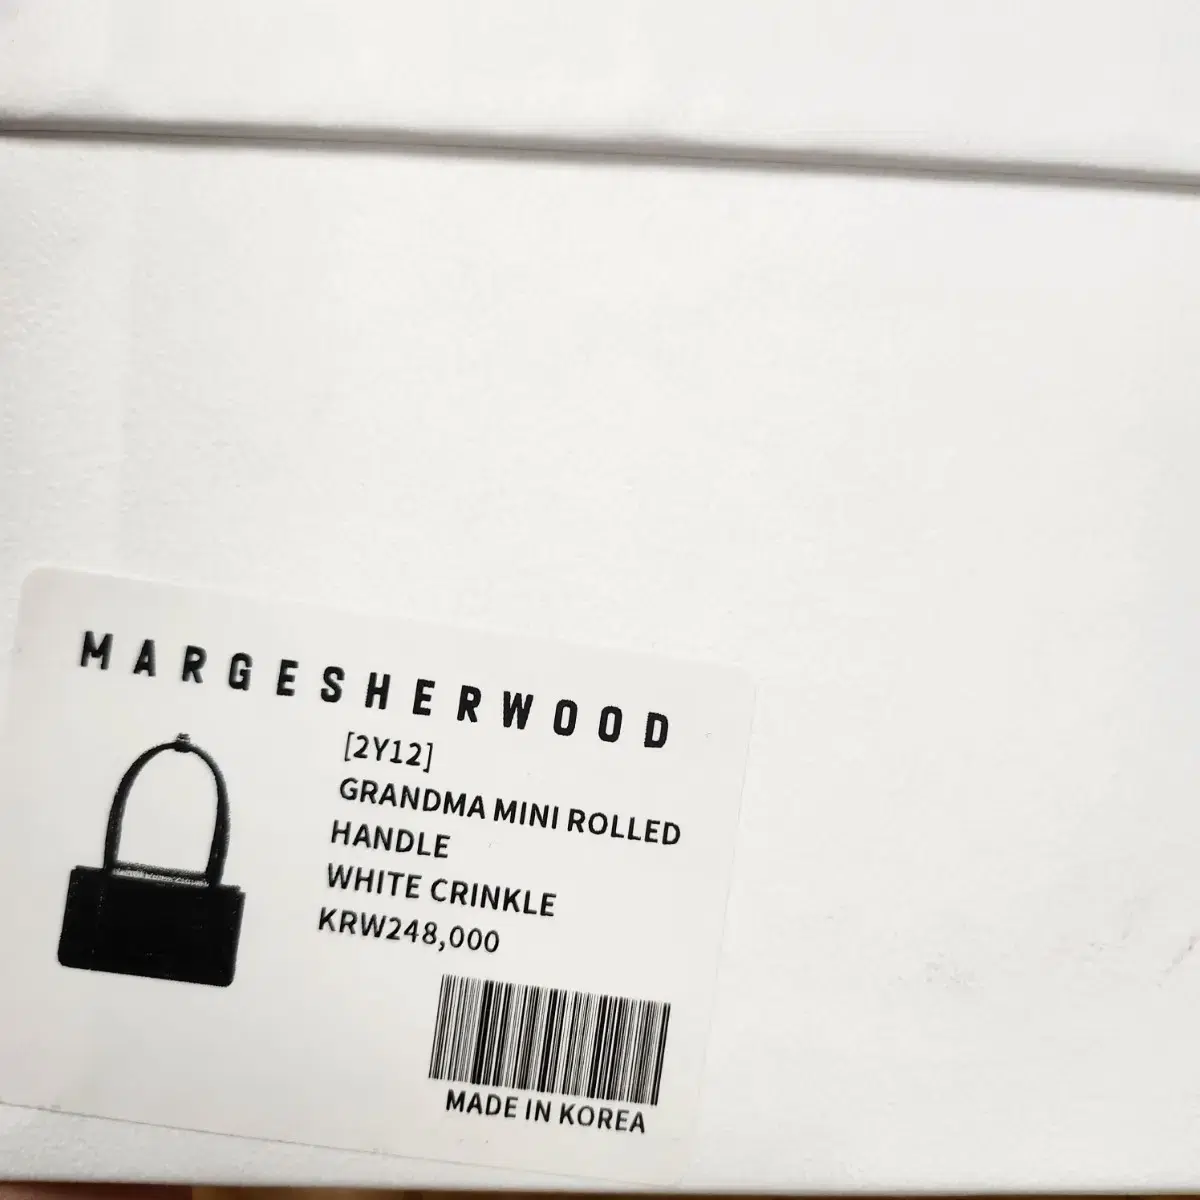 MARGESHERWOOD
[2Y12]
GRANDMA MINI ROLLED
HANDLE
WHITE CRINKLE
KRW248,000
MADE IN KOREA